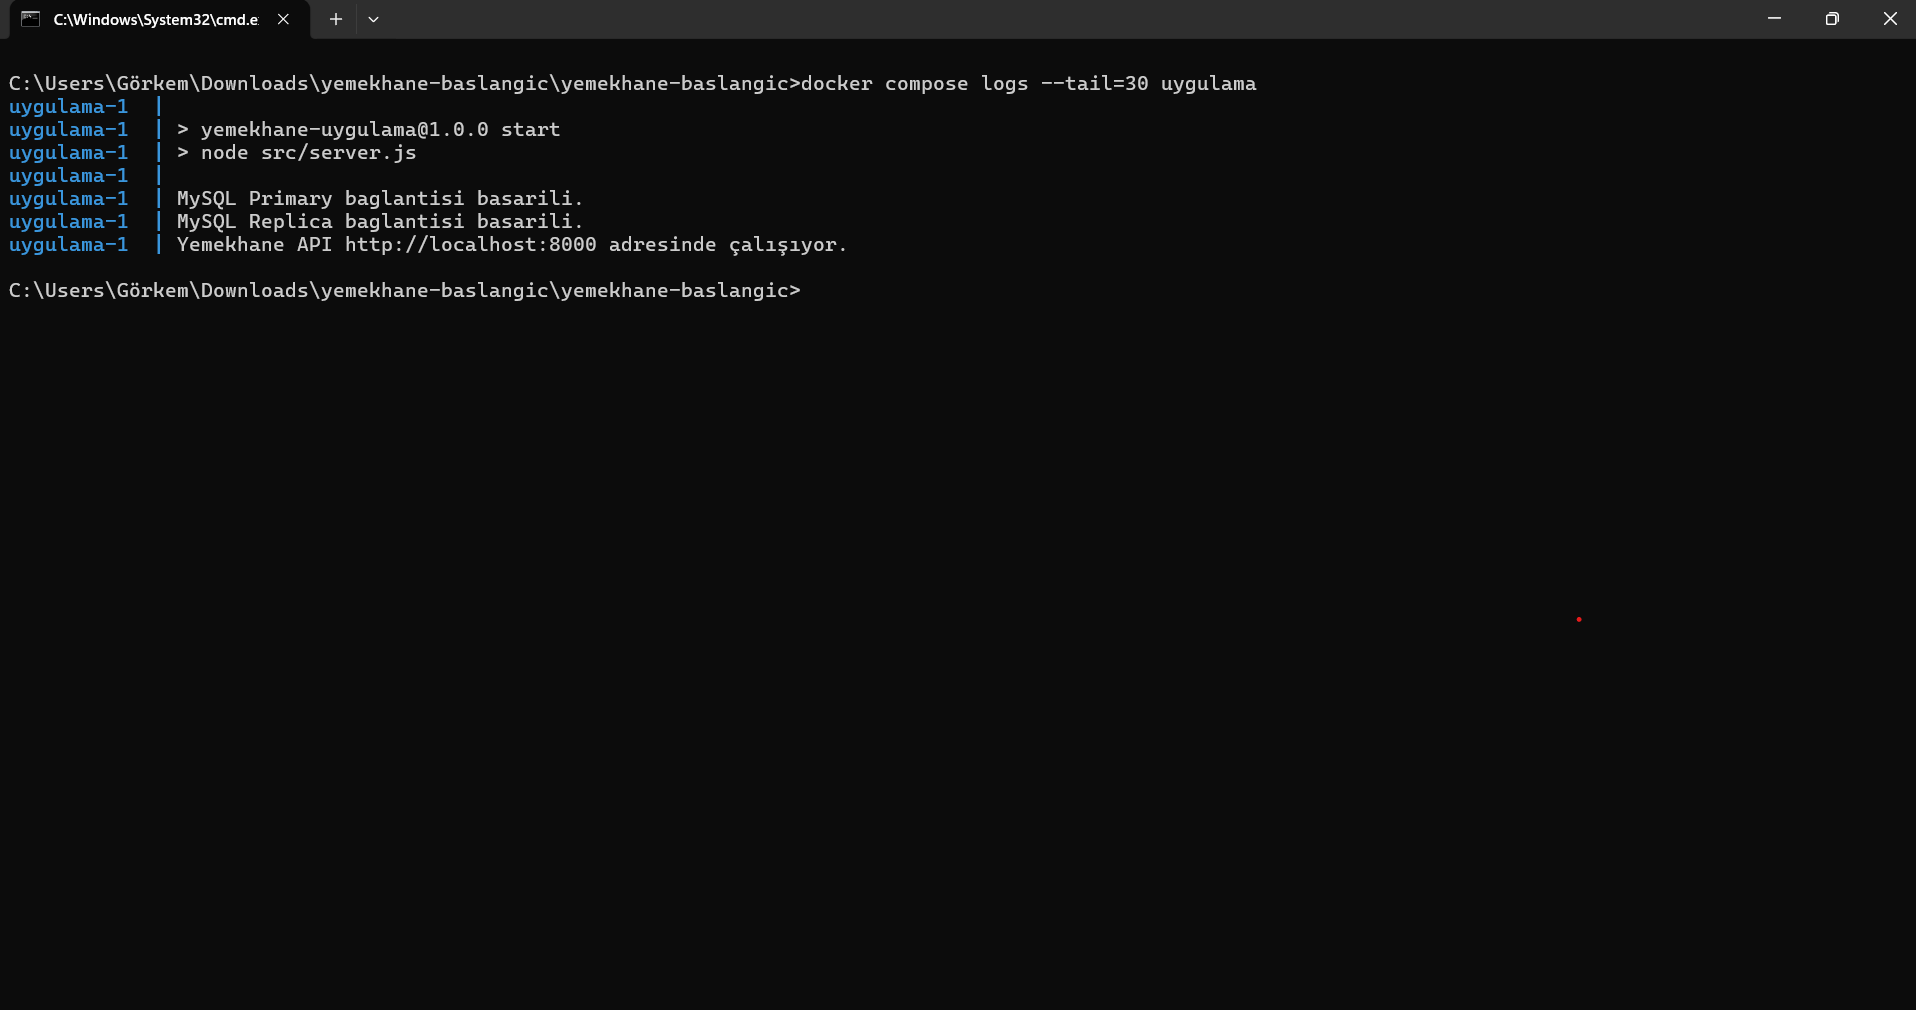 C:\Windows\System32\cmd.e
C:\Users\Görkem\Downloads\yemekhane-baslangic\yemekhane-baslangic>docker compose logs --tail=30 uygulama
uygulama-1  |
uygulama-1  | > yemekhane-uygulama@1.0.0 start
uygulama-1  | > node src/server.js
uygulama-1  |
uygulama-1  | MySQL Primary baglantisi basarili.
uygulama-1  | MySQL Replica baglantisi basarili.
uygulama-1  | Yemekhane API http://localhost:8000 adresinde çalışıyor.
C:\Users\Görkem\Downloads\yemekhane-baslangic\yemekhane-baslangic>